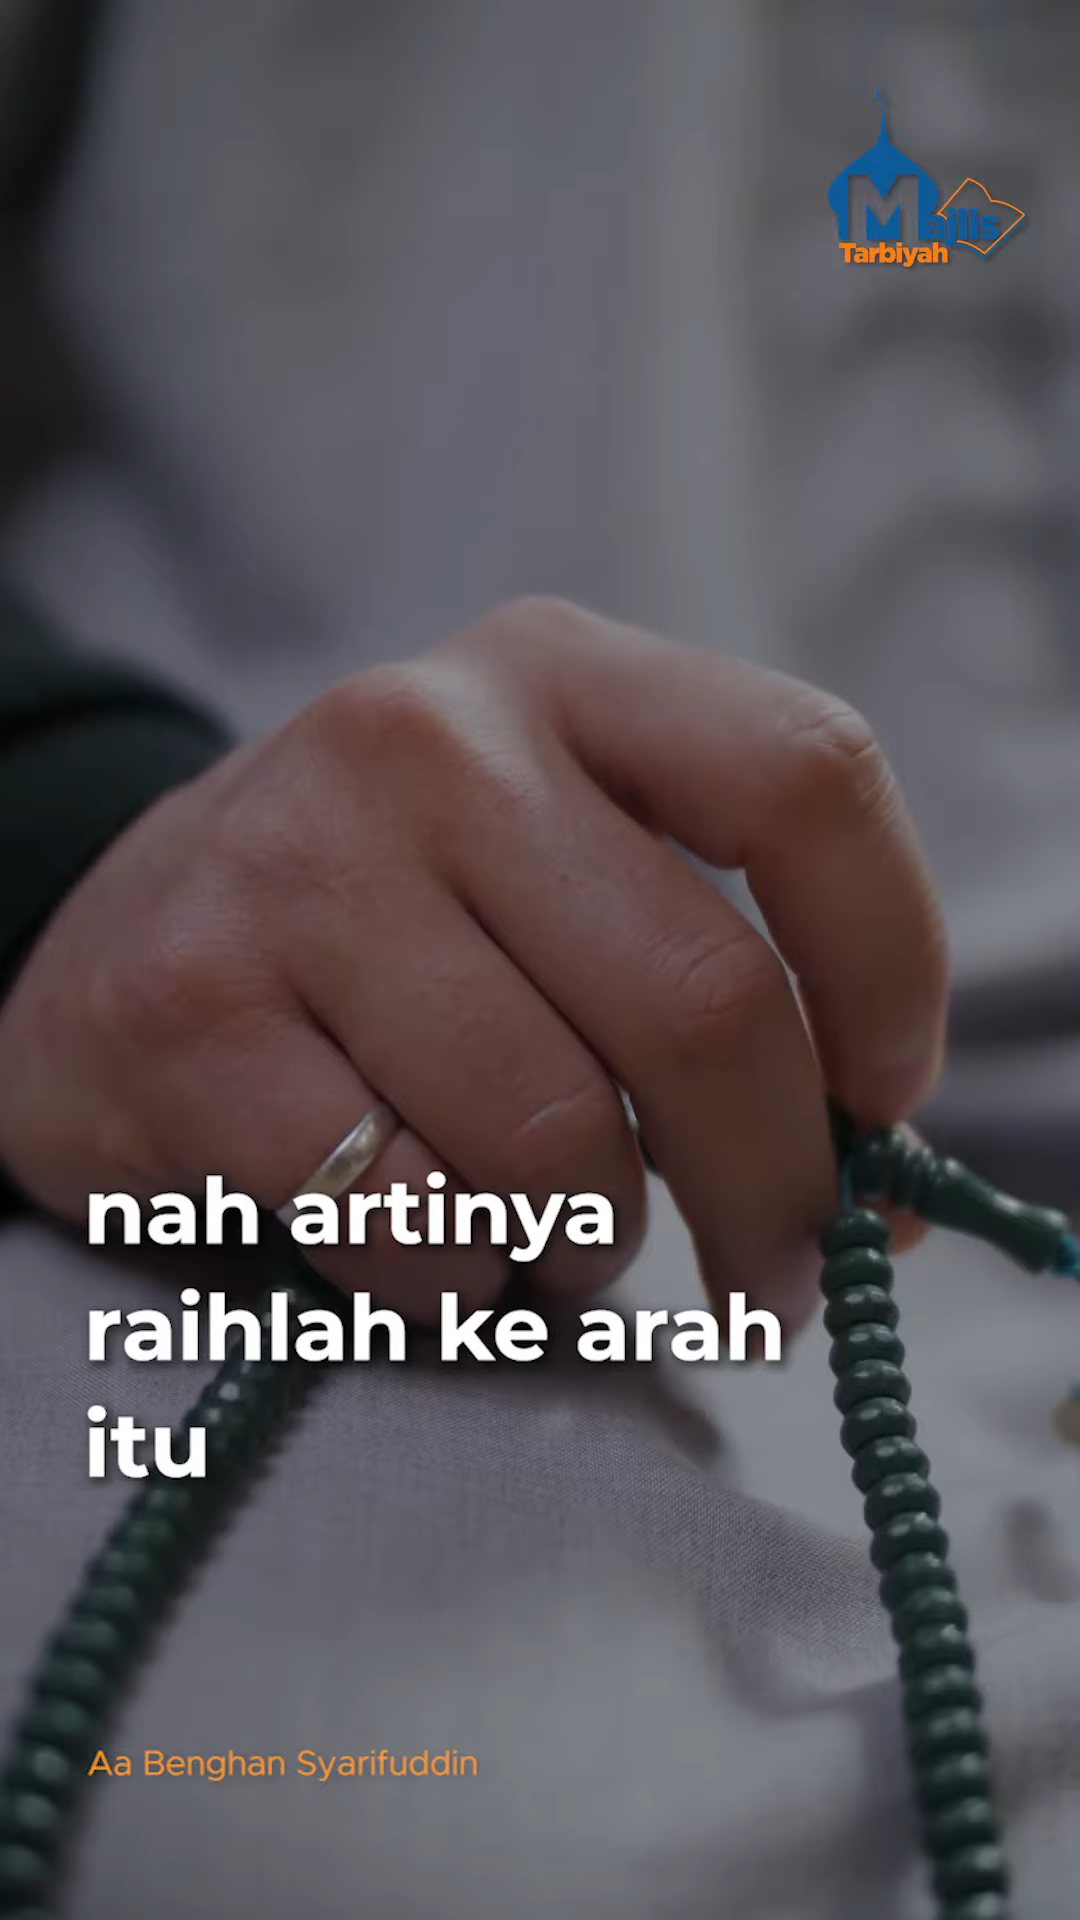 Majlis
Tarbiyah
nah artinya
raihlah ke arah
itu
Aa Benghan Syarifuddin